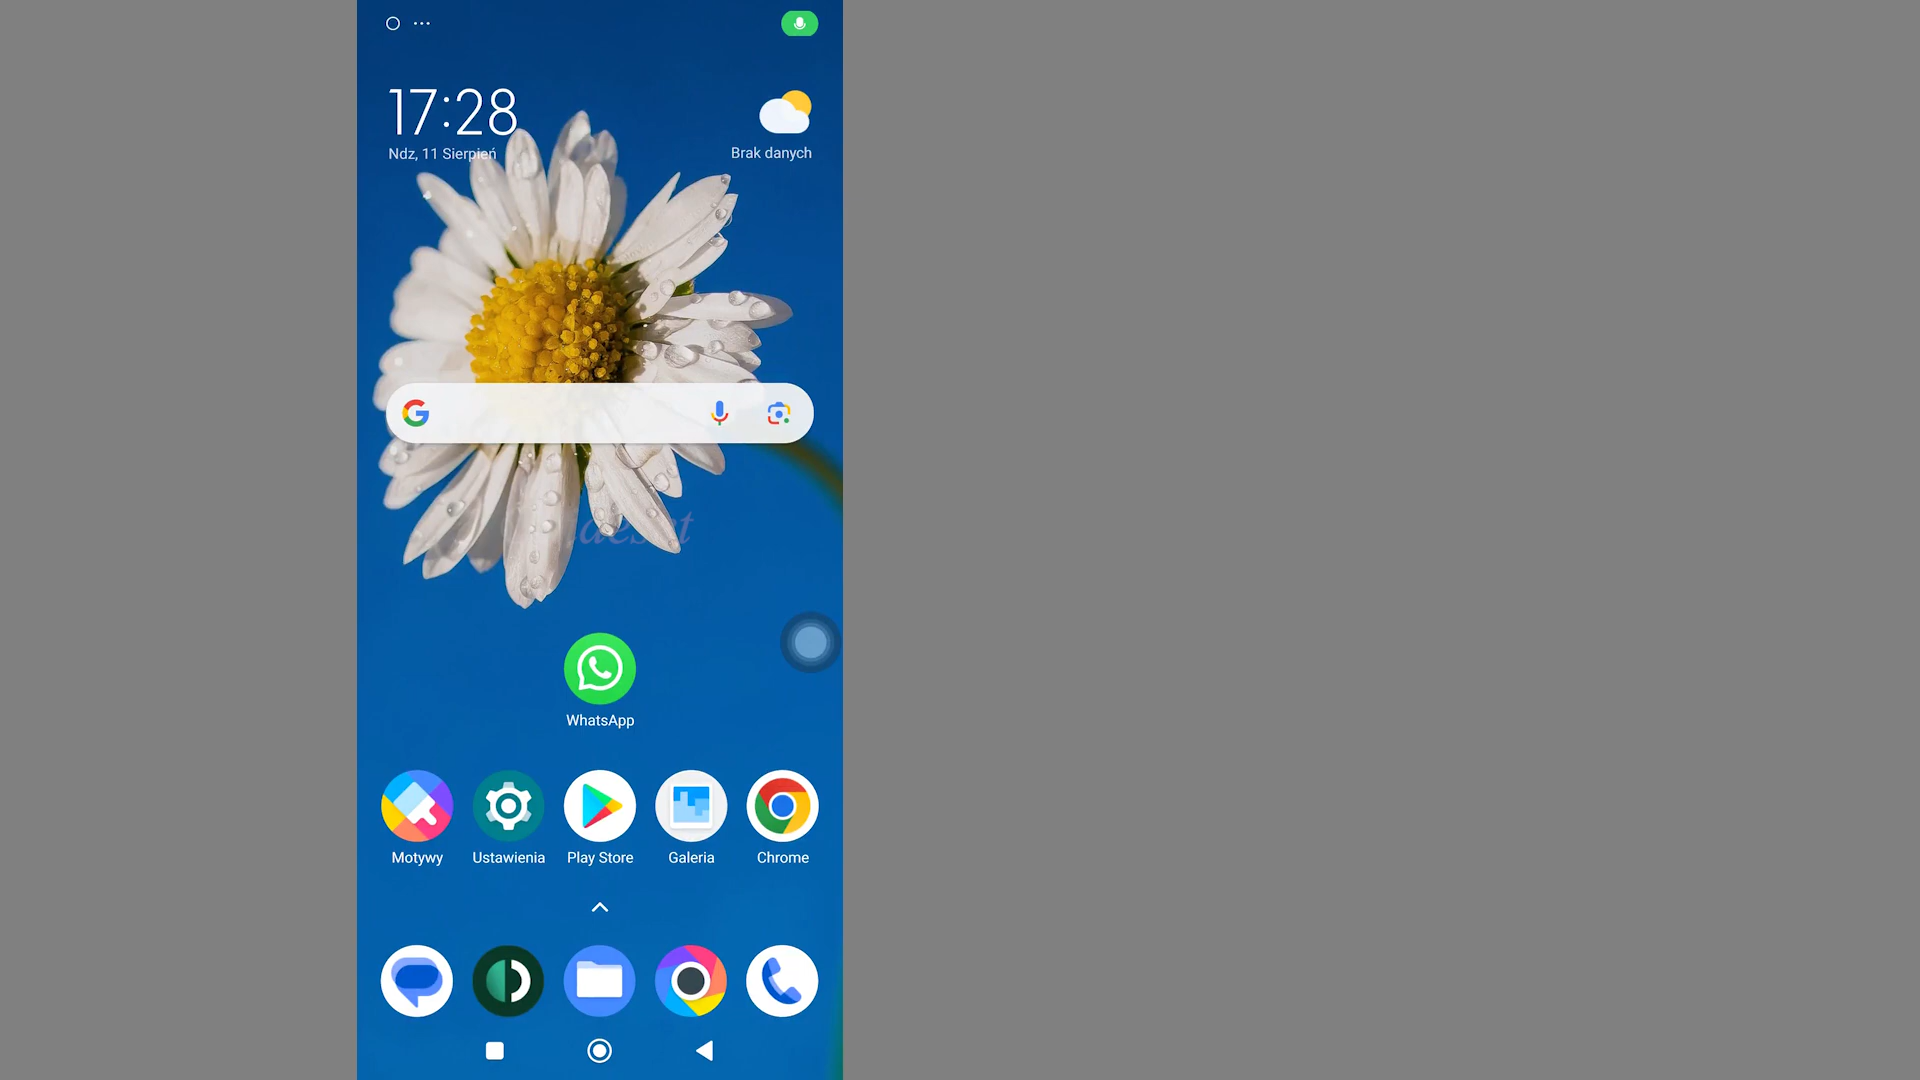 17:28
Ndz, 11 Sierpień
Brak danych
WhatsApp
Motywy
Ustawienia
Play Store
Galeria
Chrome